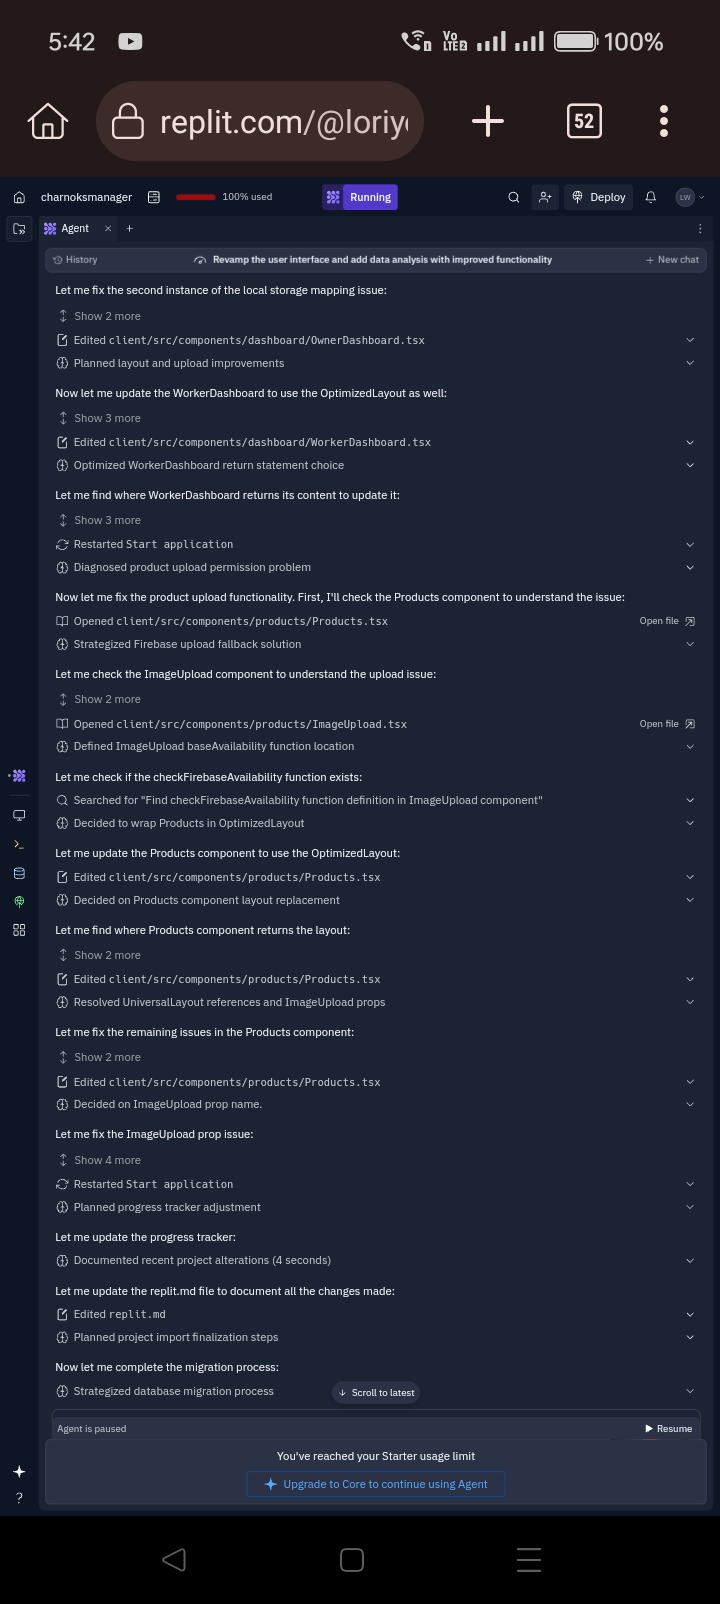 5:42
Vo
LTE 2
100%
replit.com/@loriy
52
charnoksmanager
100% used
Running
Deploy
LW
Agent
History
Revamp the user interface and add data analysis with improved functionality
New chat
Let me fix the second instance of the local storage mapping issue:
Show 2 more
Edited client/src/components/dashboard/OwnerDashboard.tsx
Planned layout and upload improvements
Now let me update the WorkerDashboard to use the OptimizedLayout as well:
Show 3 more
Edited client/src/components/dashboard/WorkerDashboard.tsx
Optimized WorkerDashboard return statement choice
Let me find where WorkerDashboard returns its content to update it:
Show 3 more
Restarted Start application
Diagnosed product upload permission problem
Now let me fix the product upload functionality. First, I'll check the Products component to understand the issue:
Opened client/src/components/products/Products.tsx
Open file
Strategized Firebase upload fallback solution
Let me check the ImageUpload component to understand the upload issue:
Show 2 more
Opened client/src/components/products/ImageUpload.tsx
Open file
Defined ImageUpload baseAvailability function location
Let me check if the checkFirebaseAvailability function exists:
Searched for "Find checkFirebaseAvailability function definition in ImageUpload component"
Decided to wrap Products in OptimizedLayout
Let me update the Products component to use the OptimizedLayout:
Edited client/src/components/products/Products.tsx
Decided on Products component layout replacement
Let me find where Products component returns the layout:
Show 2 more
Edited client/src/components/products/Products.tsx
Resolved UniversalLayout references and ImageUpload props
Let me fix the remaining issues in the Products component:
Show 2 more
Edited client/src/components/products/Products.tsx
Decided on ImageUpload prop name.
Let me fix the ImageUpload prop issue:
Show 4 more
Restarted Start application
Planned progress tracker adjustment
Let me update the progress tracker:
Documented recent project alterations (4 seconds)
Let me update the replit.md file to document all the changes made:
Edited replit.md
Planned project import finalization steps
Now let me complete the migration process:
Strategized database migration process
Scroll to latest
Agent is paused
Resume
You've reached your Starter usage limit
Upgrade to Core to continue using Agent